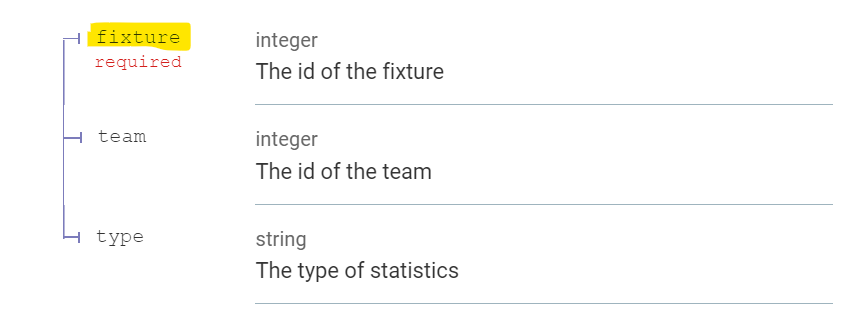 fixture integer
required The id of the fixture
team integer
The id of the team
type string
The type of statistics